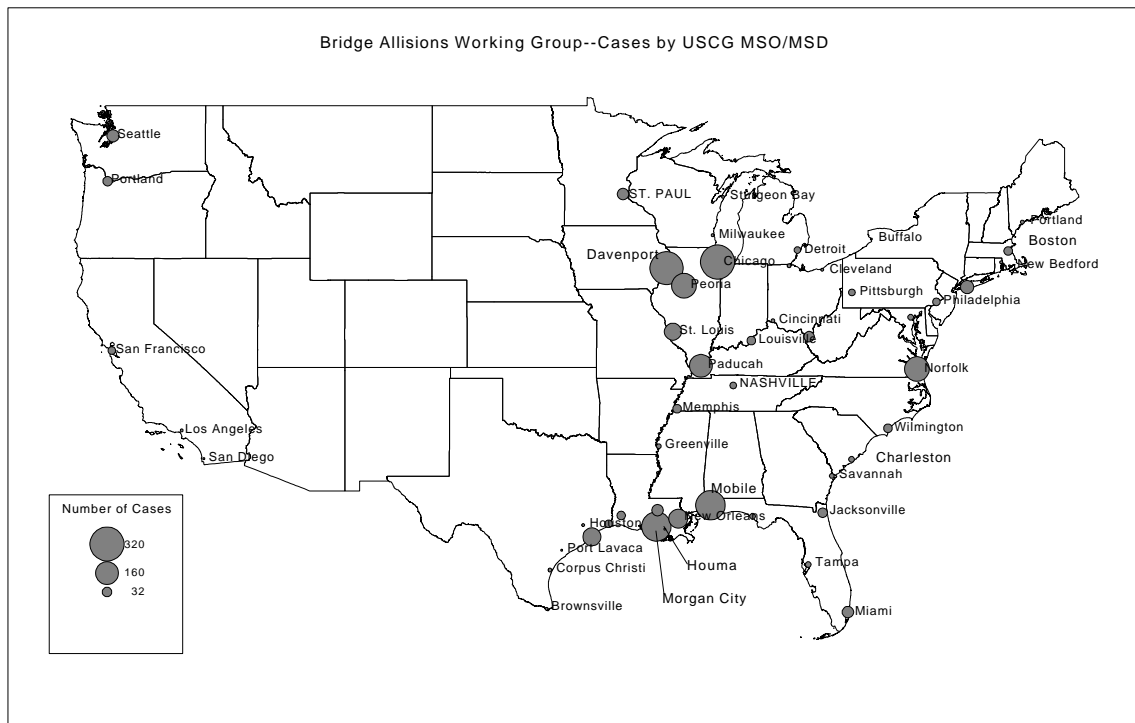 Bridge Allisions Working Group--Cases by USCG MSO/MSD
Seattle
Portland
ST. PAUL
Sturgeon Bay
Portland
Milwaukee
Buffalo
Boston
Detroit
Davenport
Chicago
Cleveland
New Bedford
Peoria
Pittsburgh
Philadelphia
Cincinnati
St. Louis
Louisville
San Francisco
Paducah
Norfolk
NASHVILLE
Memphis
Los Angeles
Wilmington
Greenville
San Diego
Charleston
Savannah
Mobile
Number of Cases
Jacksonville
New Orleans
Houston
320
Port Lavaca
Tampa
Houma
160
Corpus Christi
32
Morgan City
Brownsville
Miami